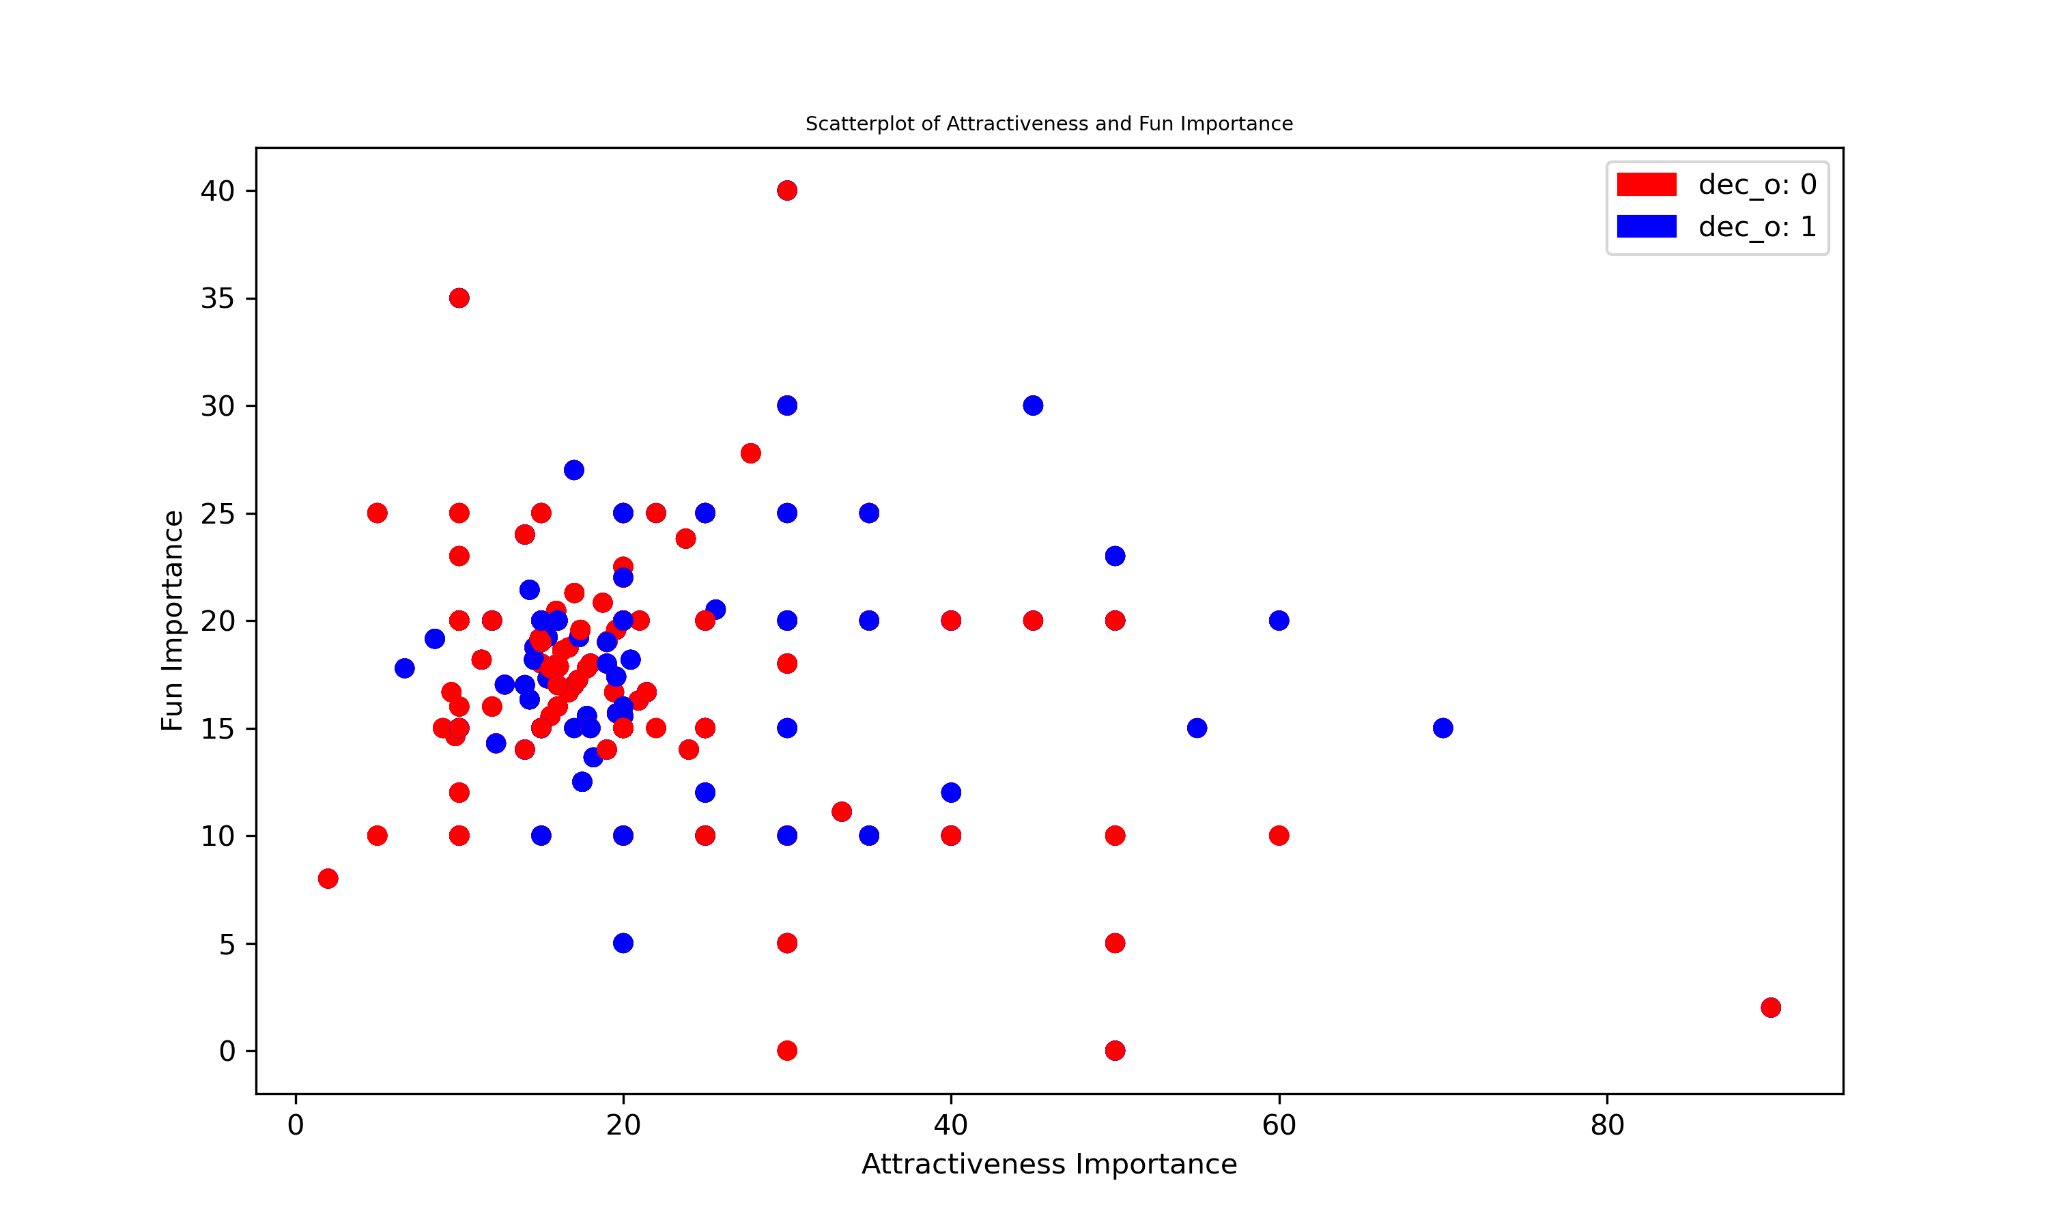 Scatterplot of Attractiveness and Fun Importance
dec_o: 0
dec_o: 1
40
35
30
25
20
15
10
5
0
Fun Importance
0 20 40 60 80
Attractiveness Importance